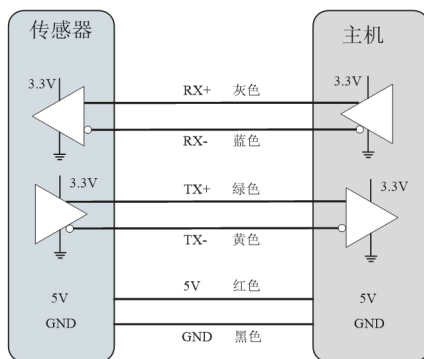 传感器
主机
3.3V
3.3V
RX+ 灰色
RX- 蓝色
3.3V
3.3V
TX+ 绿色
TX- 黄色
5V
5V 红色
5V
GND
GND 黑色
GND